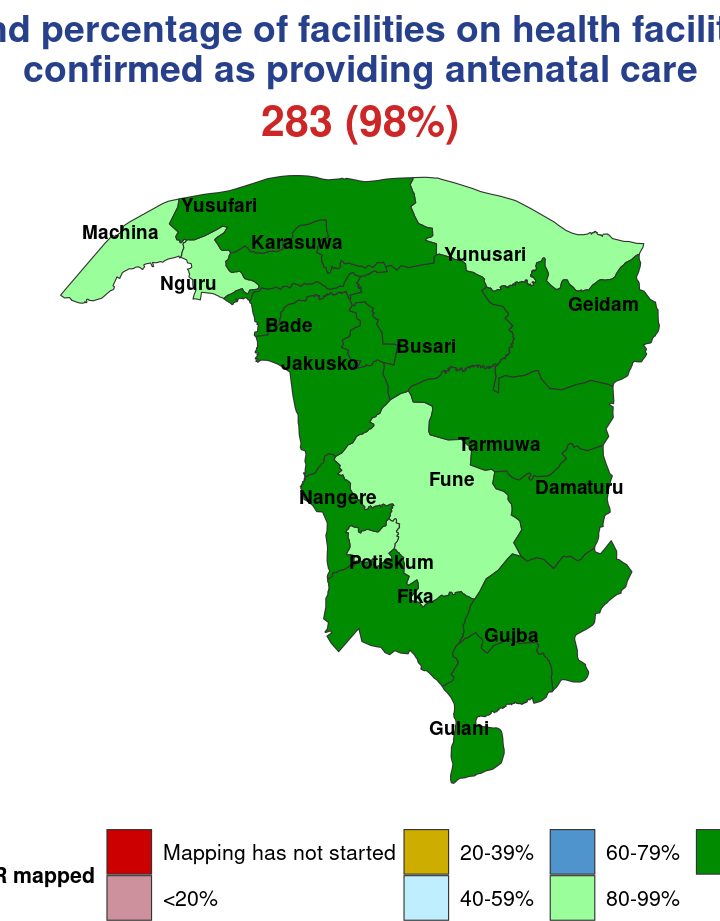 percentage of facilities on health
confirmed as providing antenatal care
283 (98%)
Yusufari
Machina
Karasuwa
Yunusari
Nguru
Geidam
Bade
Busari
Jakusko
Tarmuwa
Fune
Damaturu
Nangere
Potiskum
Fika
Gujba
Gulani
mapped
Mapping has not started
<20%
20-39%
40-59%
60-79%
80-99%